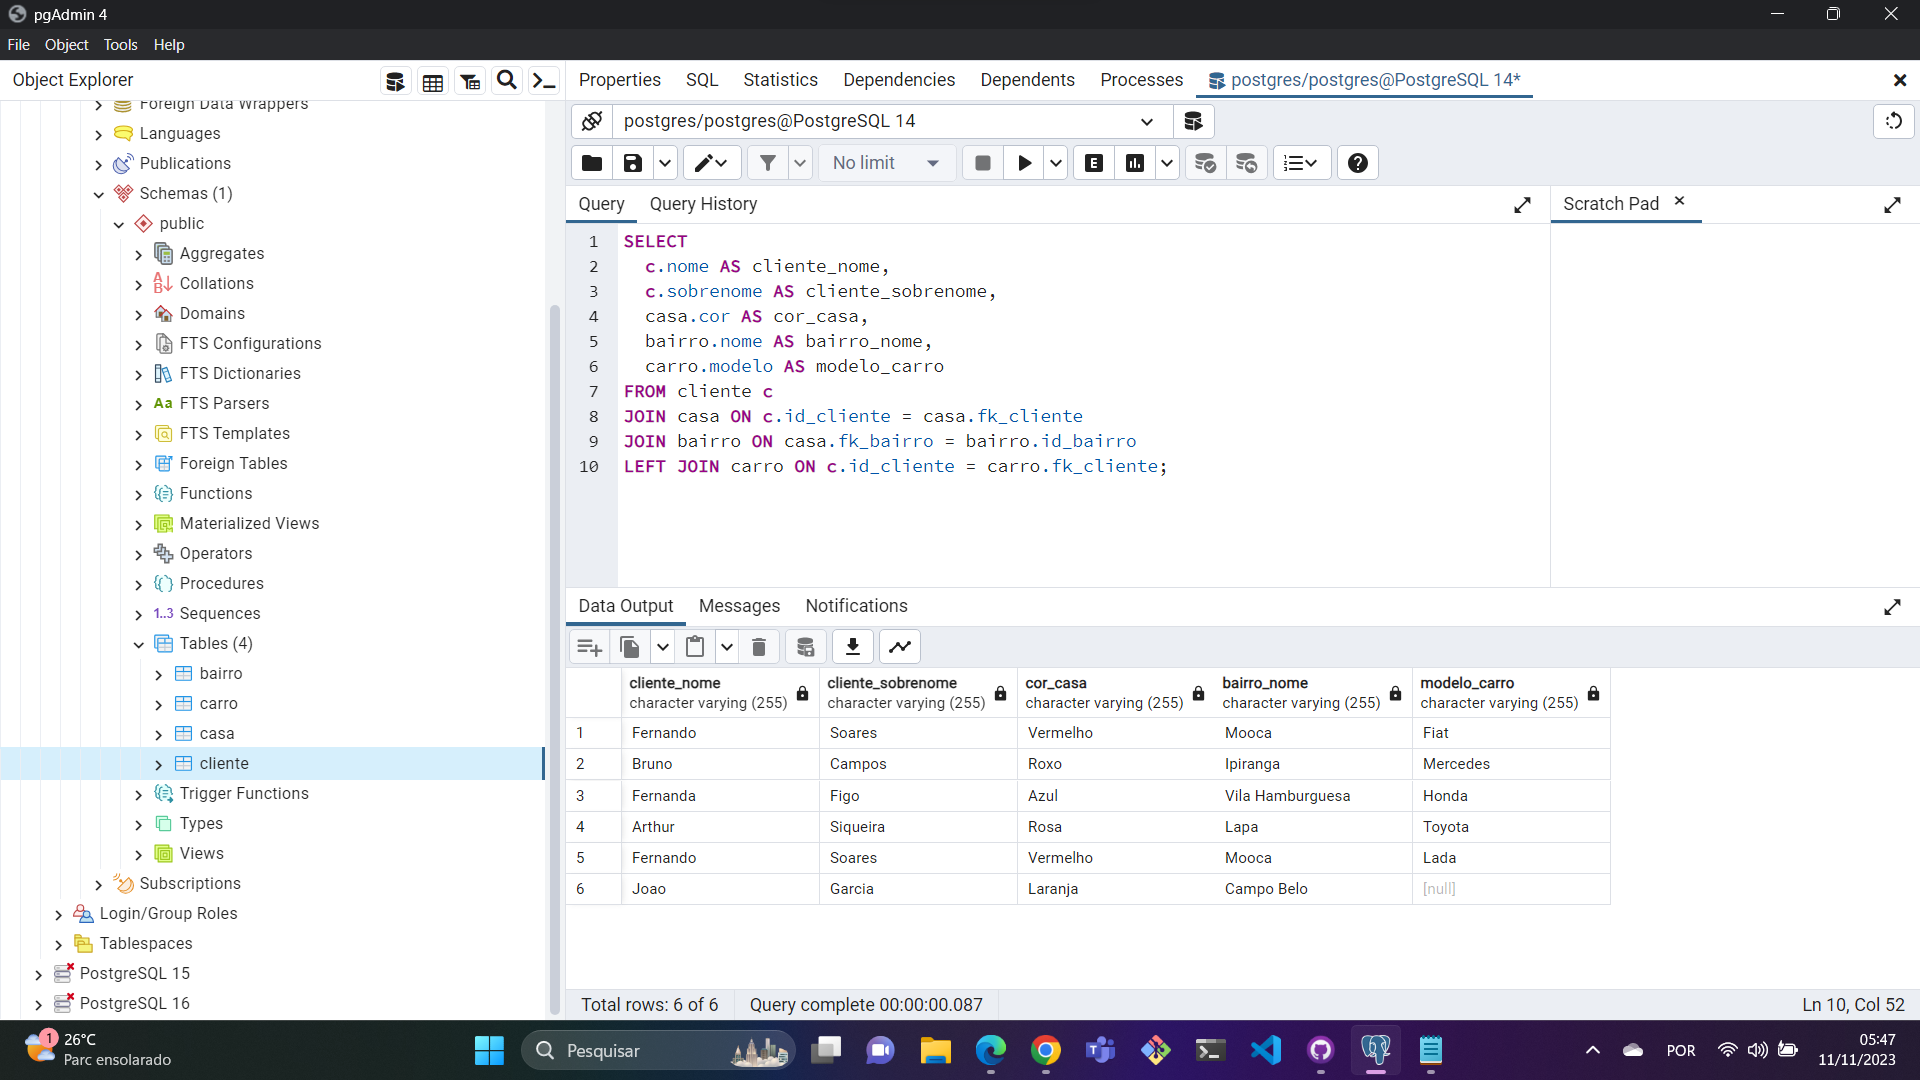 pgAdmin 4
File Object Tools Help
Object Explorer
Properties SQL Statistics Dependencies Dependents Processes postgres/postgres@PostgreSQL 14*
Foreign Data Wrappers
Languages
Publications
Schemas (1)
public
Aggregates
Collations
Domains
FTS Configurations
FTS Dictionaries
Aa FTS Parsers
FTS Templates
Foreign Tables
Functions
Materialized Views
Operators
Procedures
1..3 Sequences
Tables (4)
bairro
carro
casa
cliente
Trigger Functions
Types
Views
Subscriptions
Login/Group Roles
Tablespaces
PostgreSQL 15
PostgreSQL 16
postgres/postgres@PostgreSQL 14
No limit
E
Query Query History
Scratch Pad
1 SELECT
2 c.nome AS cliente_nome,
3 c.sobrenome AS cliente_sobrenome,
4 casa.cor AS cor_casa,
5 bairro.nome AS bairro_nome,
6 carro.modelo AS modelo_carro
7 FROM cliente c
8 JOIN casa ON c.id_cliente = casa.fk_cliente
9 JOIN bairro ON casa.fk_bairro = bairro.id_bairro
10 LEFT JOIN carro ON c.id_cliente = carro.fk_cliente;
Data Output Messages Notifications
cliente_nome cliente_sobrenome cor_casa bairro_nome modelo_carro
character varying (255) character varying (255) character varying (255) character varying (255) character varying (255)
1 Fernando Soares Vermelho Mooca Fiat
2 Bruno Campos Roxo Ipiranga Mercedes
3 Fernanda Figo Azul Vila Hamburguesa Honda
4 Arthur Siqueira Rosa Lapa Toyota
5 Fernando Soares Vermelho Mooca Lada
6 Joao Garcia Laranja Campo Belo [null]
Total rows: 6 of 6 Query complete 00:00:00.087 Ln 10, Col 52
1
26°C
Parc ensolarado
Pesquisar
POR
05:47
11/11/2023